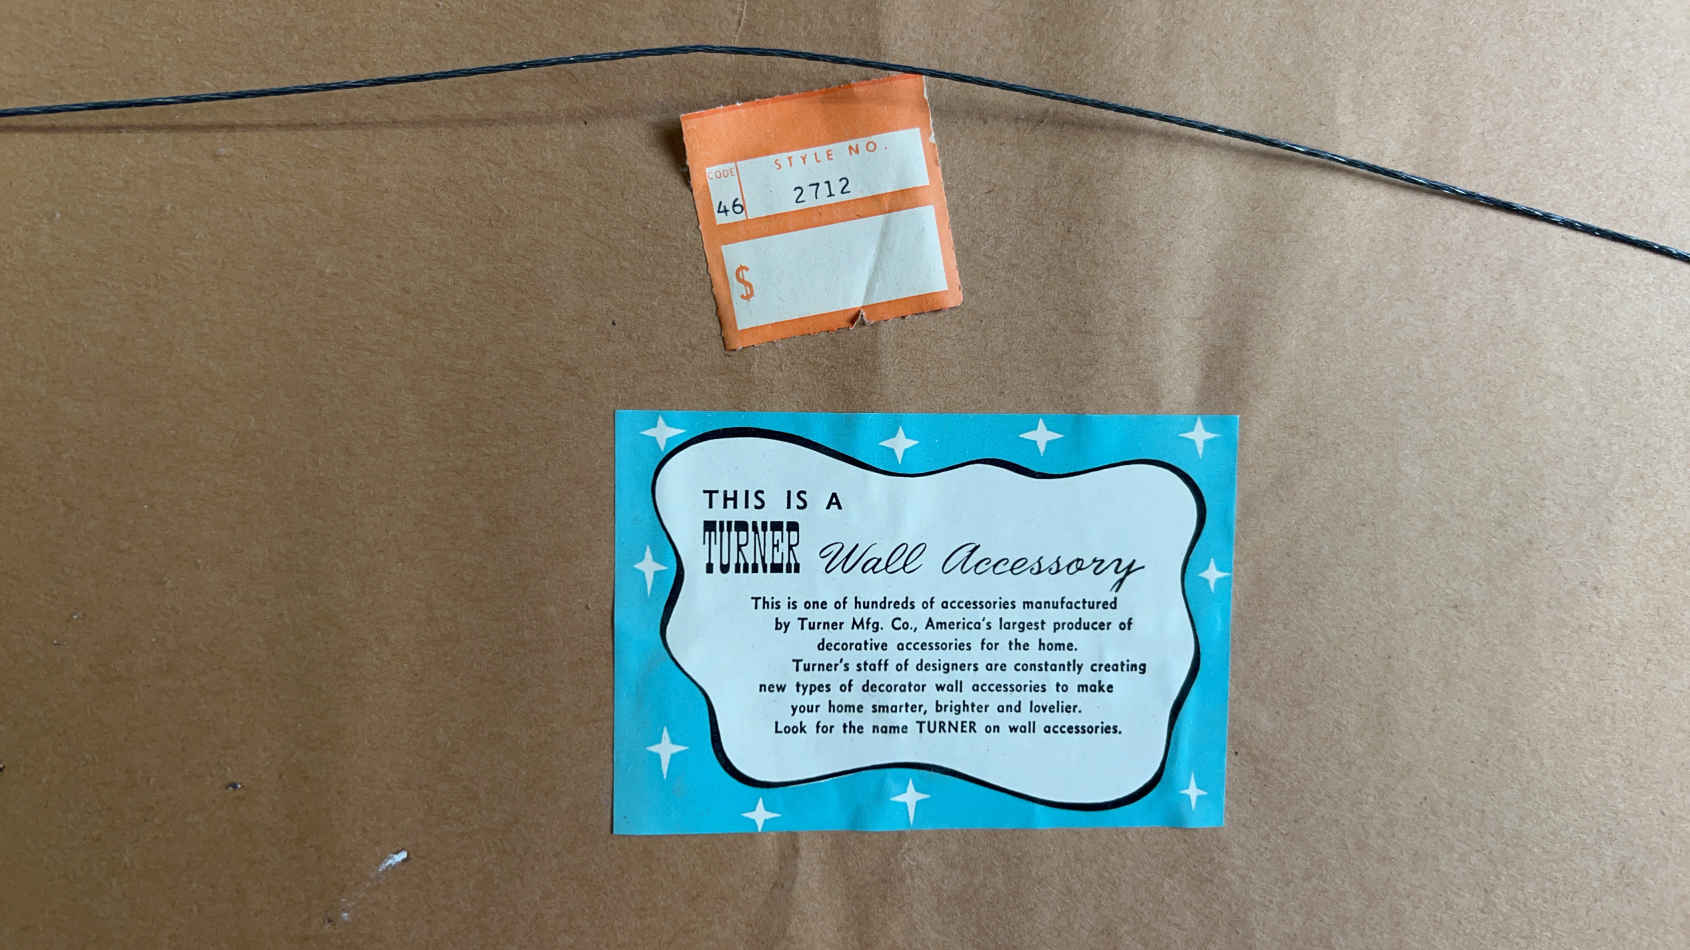 STYLE NO.
CODE
46 2712
$
THIS IS A
TURNER Wall Accessory
This is one of hundreds of accessories manufactured
by Turner Mfg. Co., America's largest producer of
decorative accessories for the home.
Turner's staff of designers are constantly creating
new types of decorator wall accessories to make
your home smarter, brighter and lovelier.
Look for the name TURNER on wall accessories.